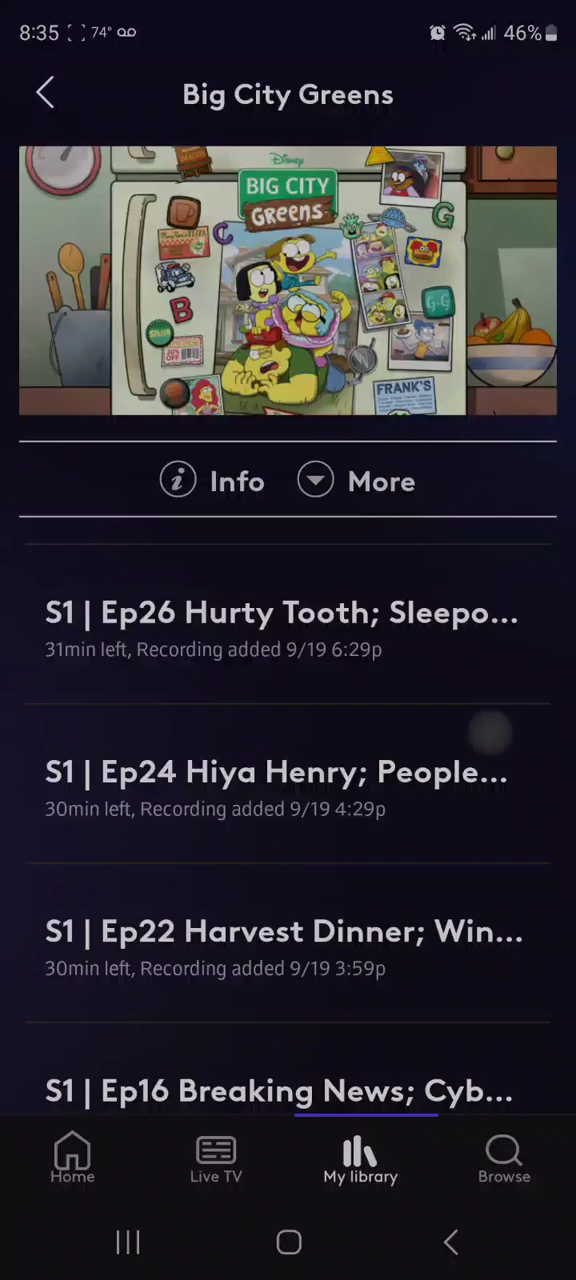 8:35 74° 46%
Big City Greens
Disney
BIG CITY
GREENS
C
G
B
G-G
20%
OFF
FRANK'S
Info More
S1 | Ep26 Hurty Tooth; Sleepo...
31min left, Recording added 9/19 6:29p
S1 | Ep24 Hiya Henry; People...
30min left, Recording added 9/19 4:29p
S1 | Ep22 Harvest Dinner; Win...
30min left, Recording added 9/19 3:59p
S1 | Ep16 Breaking News; Cyb...
Home Live TV My library Browse